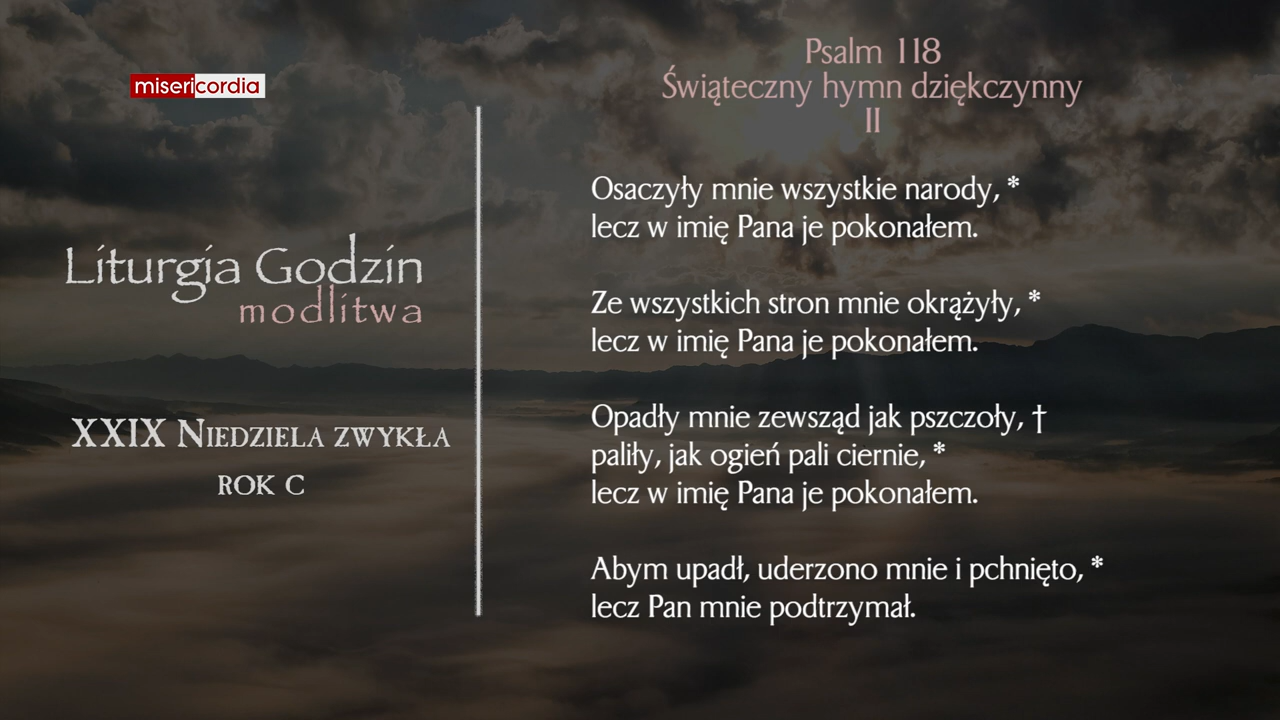 misericordia
Liturgia Godzin
modlitwa
XXIX Niedziela zwykła
rok C
Psalm 118
Świąteczny hymn dziękczynny
II
Osaczyły mnie wszystkie narody, *
lecz w imię Pana je pokonałem.
Ze wszystkich stron mnie okrążyły, *
lecz w imię Pana je pokonałem.
Opadły mnie zewsząd jak pszczoły, †
paliły, jak ogień pali ciernie, *
lecz w imię Pana je pokonałem.
Abym upadł, uderzono mnie i pchnięto, *
lecz Pan mnie podtrzymał.